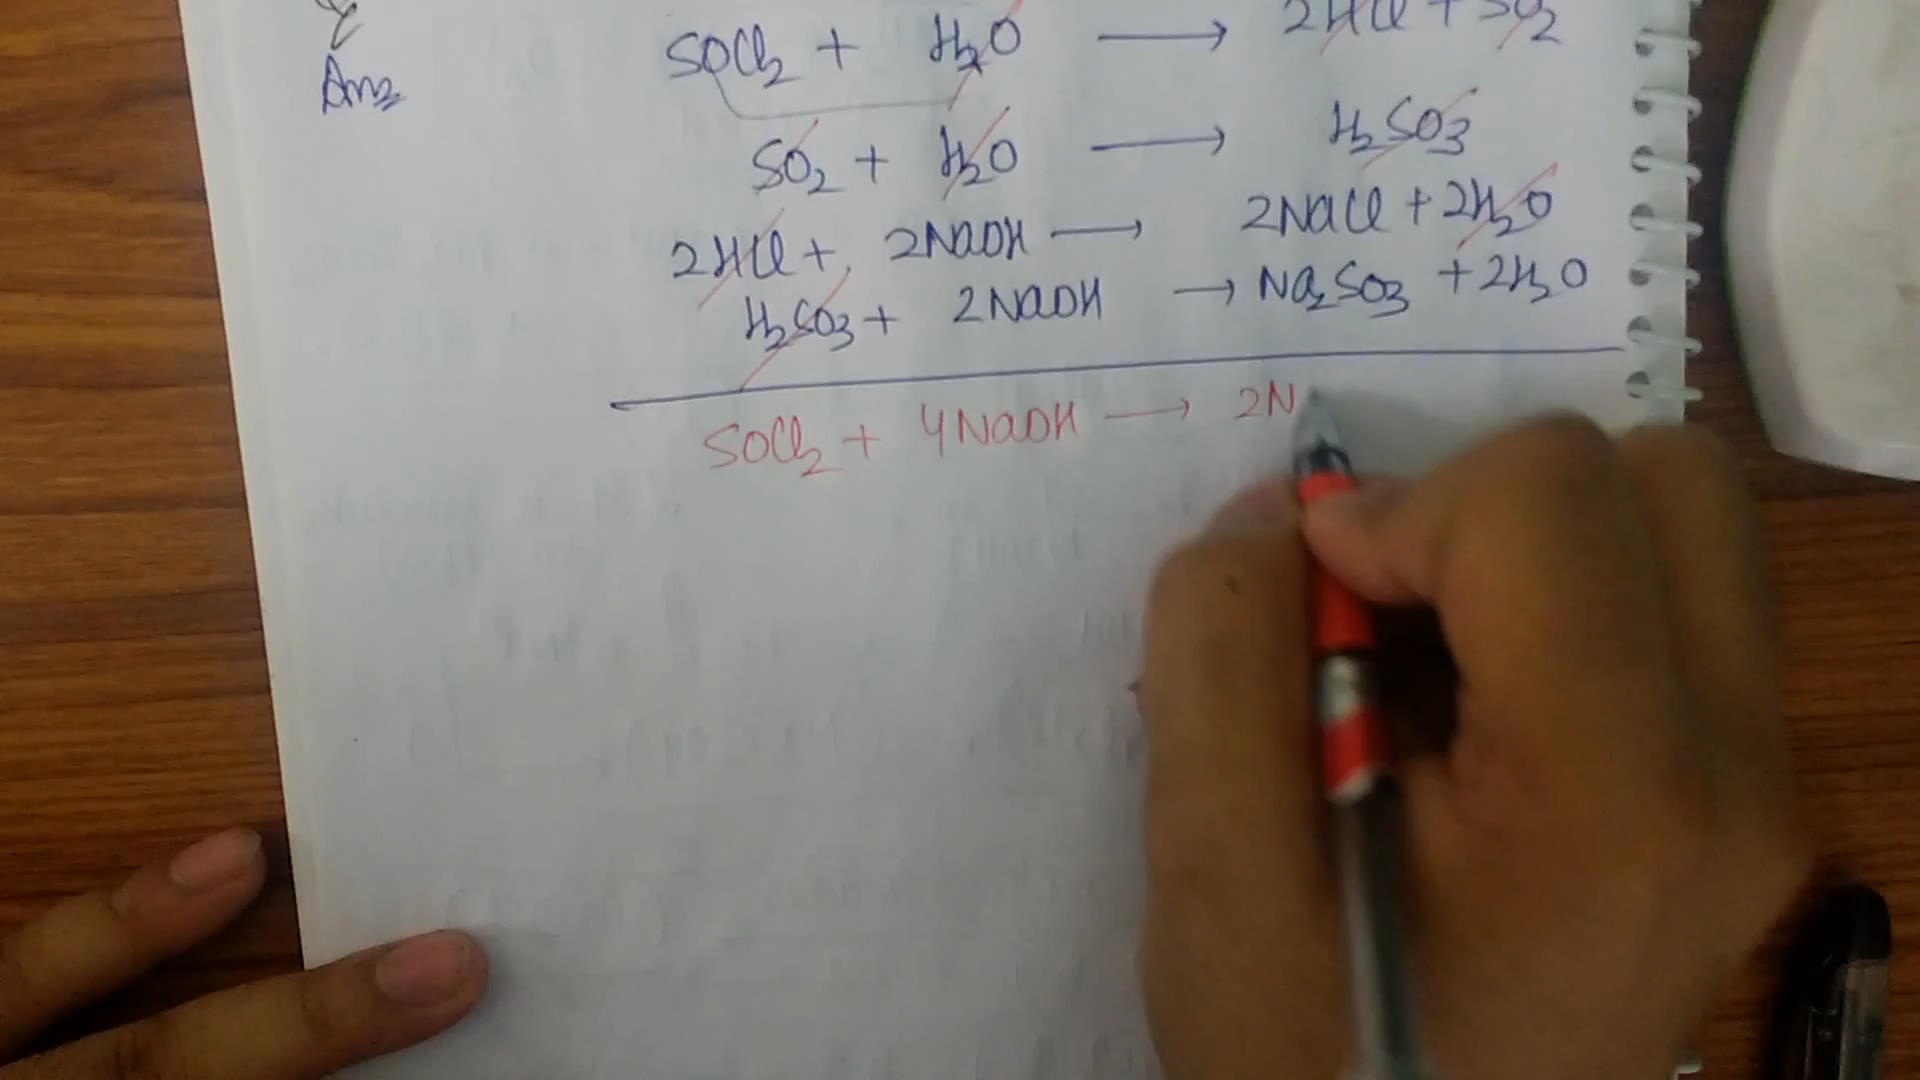 Ans
SOCl2 + H2O → 2HCl + SO2
SO2 + H2O → H2SO3
2HCl + 2NaOH → 2NaCl + 2H2O
H2SO3 + 2NaOH → Na2SO3 + 2H2O
SOCl2 + 4NaOH → 2N